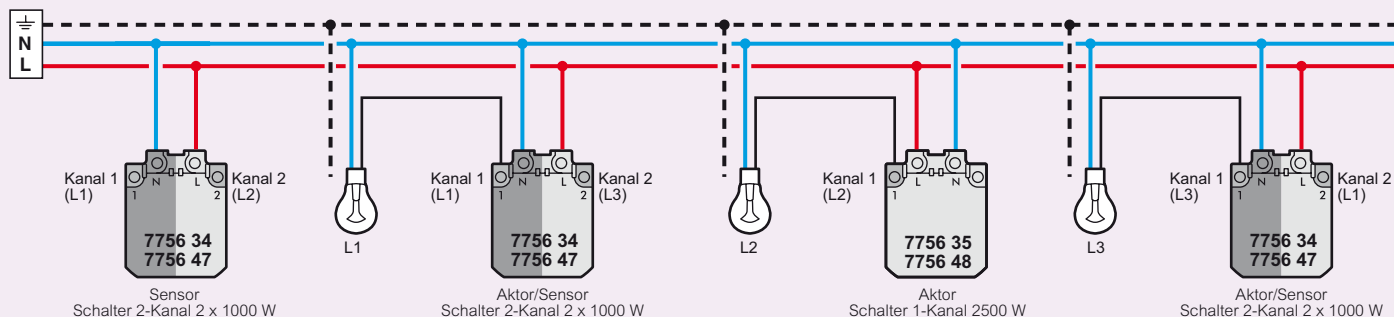 N
L
Kanal 1
(L1)
N
L
1
2
Kanal 2
(L2)
7756 34
7756 47
Sensor
Schalter 2-Kanal 2 x 1000 W
L1
Kanal 1
(L1)
N
L
1
2
Kanal 2
(L3)
7756 34
7756 47
Aktor/Sensor
Schalter 2-Kanal 2 x 1000 W
L2
Kanal 1
(L2)
L
N
1
7756 35
7756 48
Aktor
Schalter 1-Kanal 2500 W
L3
Kanal 1
(L3)
N
L
1
2
Kanal 2
(L1)
7756 34
7756 47
Aktor/Sensor
Schalter 2-Kanal 2 x 1000 W